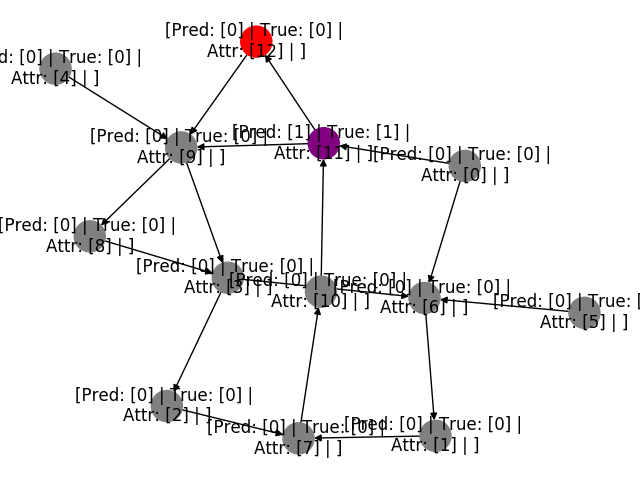 [Pred: [0] | True: [0] |
Attr: [12] | ]
d: [0] | True: [0] |
Attr: [4] | ]
[Pred: [0] | True: [0] |
Attr: [9] | ]
[Pred: [1] | True: [1] |
Attr: [11] | ]
[Pred: [0] | True: [0] |
Attr: [0] | ]
[Pred: [0] | True: [0] |
Attr: [8] | ]
[Pred: [0] | True: [0] |
Attr: [3] | ]
[Pred: [0] | True: [0] |
Attr: [10] | ]
[Pred: [0] | True: [0] |
Attr: [6] | ]
[Pred: [0] | True: [
Attr: [5] | ]
[Pred: [0] | True: [0] |
Attr: [2] | ]
[Pred: [0] | True: [0] |
Attr: [7] | ]
[Pred: [0] | True: [0] |
Attr: [1] | ]